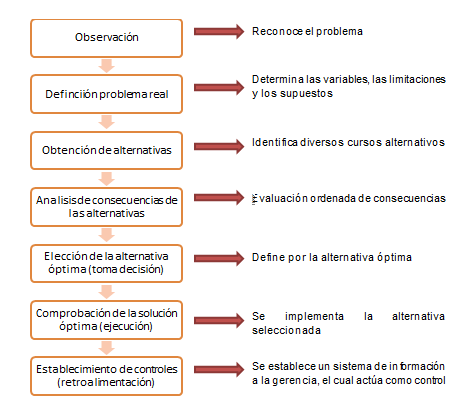 Observación
Reconoce el problema
Definción problema real
Determina las variables, las limitaciones
y los supuestos
Obtención de alternativas
Identifica diversos cursos alternativos
Analisis de consecuencias de
las alternativas
Evaluación ordenada de consecuencias
Elección de la alternativa
óptima (toma decisión)
Define por la alternativa óptima
Comprobación de la solución
óptima (ejecución)
Se implementa la alternativa
seleccionada
Establecimiento de controles
(retroalimentación)
Se establece un sistema de información
a la gerencia, el cual actúa como control